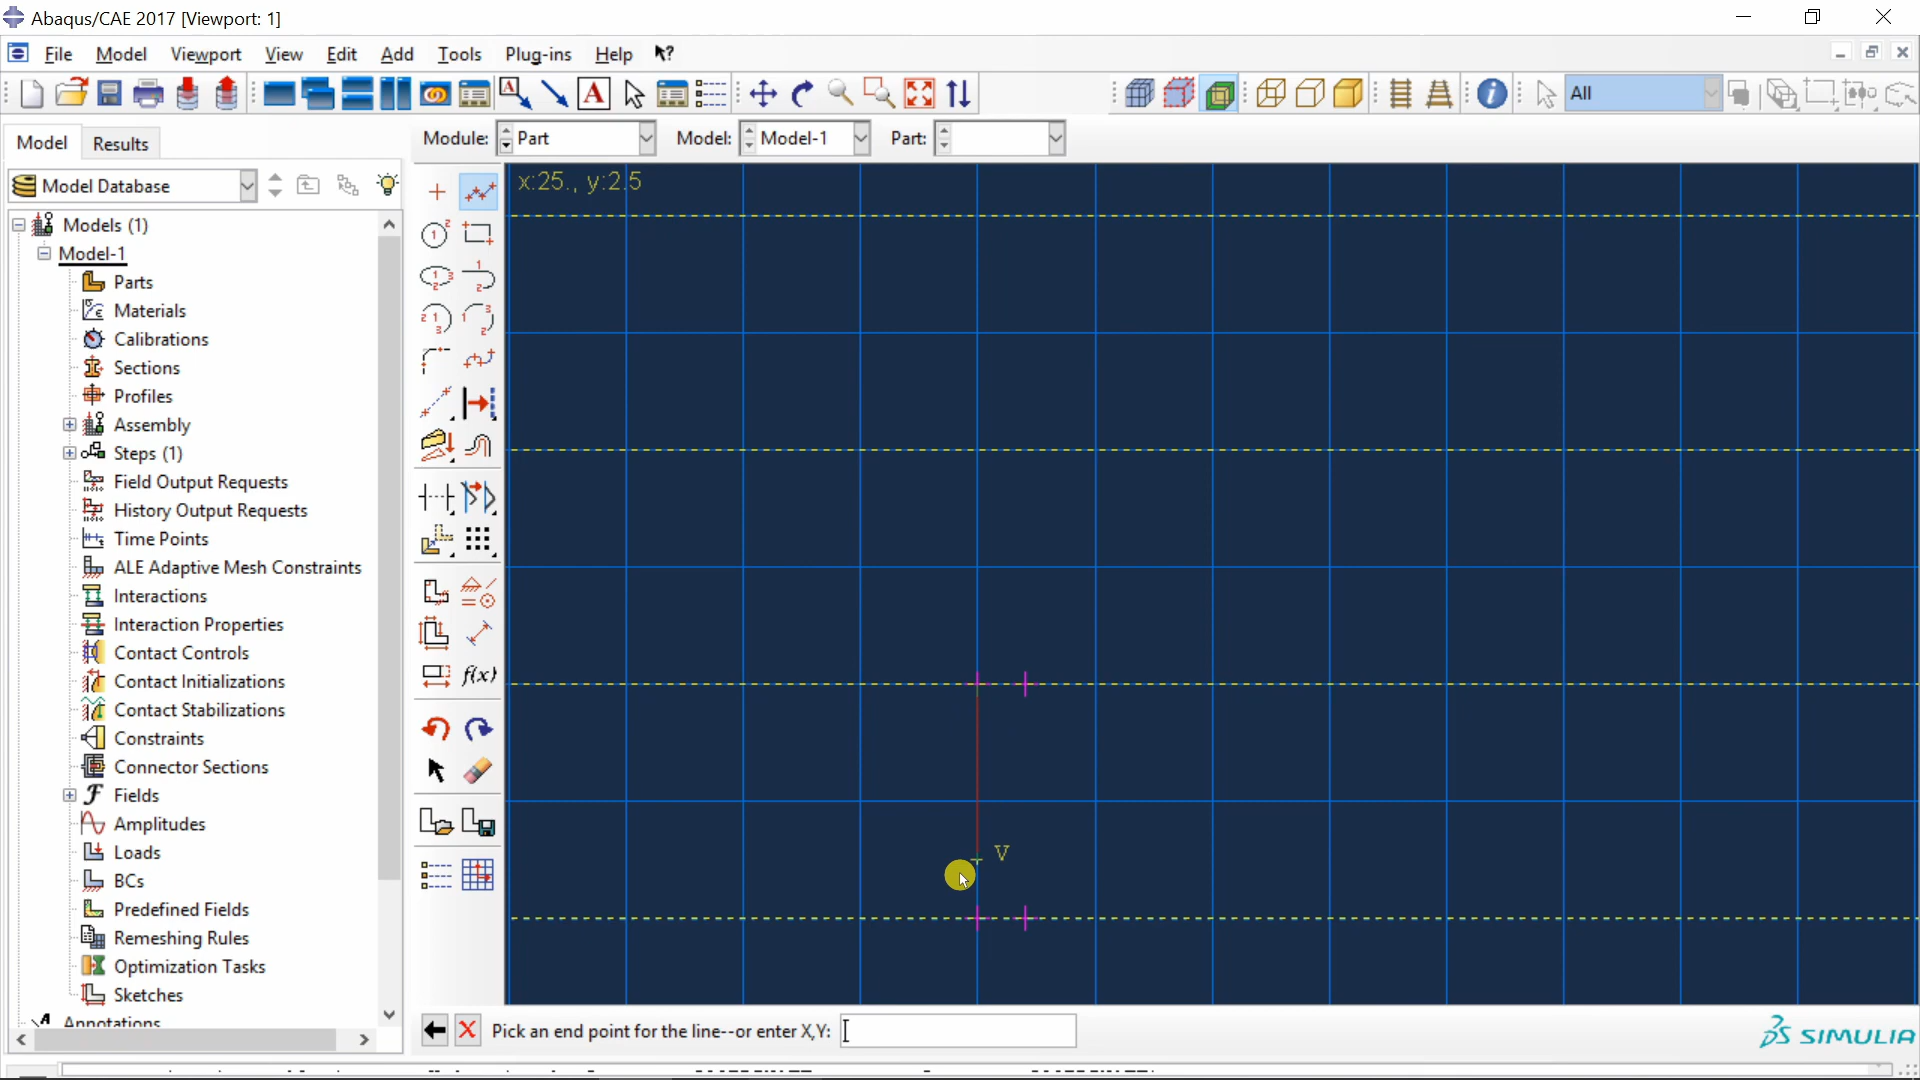 Abaqus/CAE 2017 [Viewport: 1]
File Model Viewport View Edit Add Tools Plug-ins Help
All
Model Results
Module: Part Model: Model-1 Part:
Model Database
x:25., y:2.5
Models (1)
Model-1
Parts
Materials
Calibrations
Sections
Profiles
Assembly
Steps (1)
Field Output Requests
History Output Requests
Time Points
ALE Adaptive Mesh Constraints
Interactions
Interaction Properties
Contact Controls
Contact Initializations
Contact Stabilizations
Constraints
Connector Sections
Fields
Amplitudes
Loads
BCs
Predefined Fields
Remeshing Rules
Optimization Tasks
Sketches
Annotations
f(x)
V
Pick an end point for the line--or enter X,Y:
SIMULIA